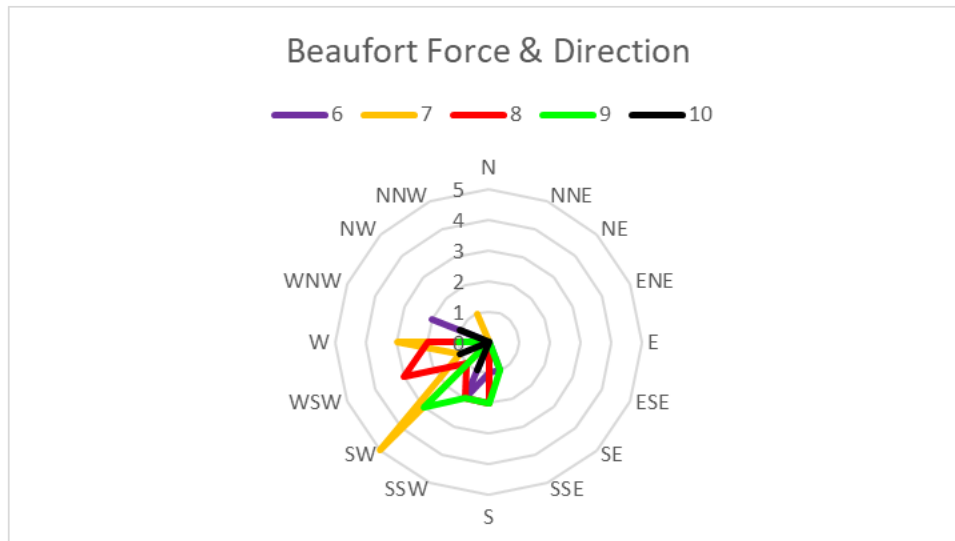 Beaufort Force & Direction
6 7 8 9 10
N
NNW 5 NNE
NW 4 NE
3
WNW 2 ENE
1
W 0 E
WSW ESE
SW SE
SSW SSE
S